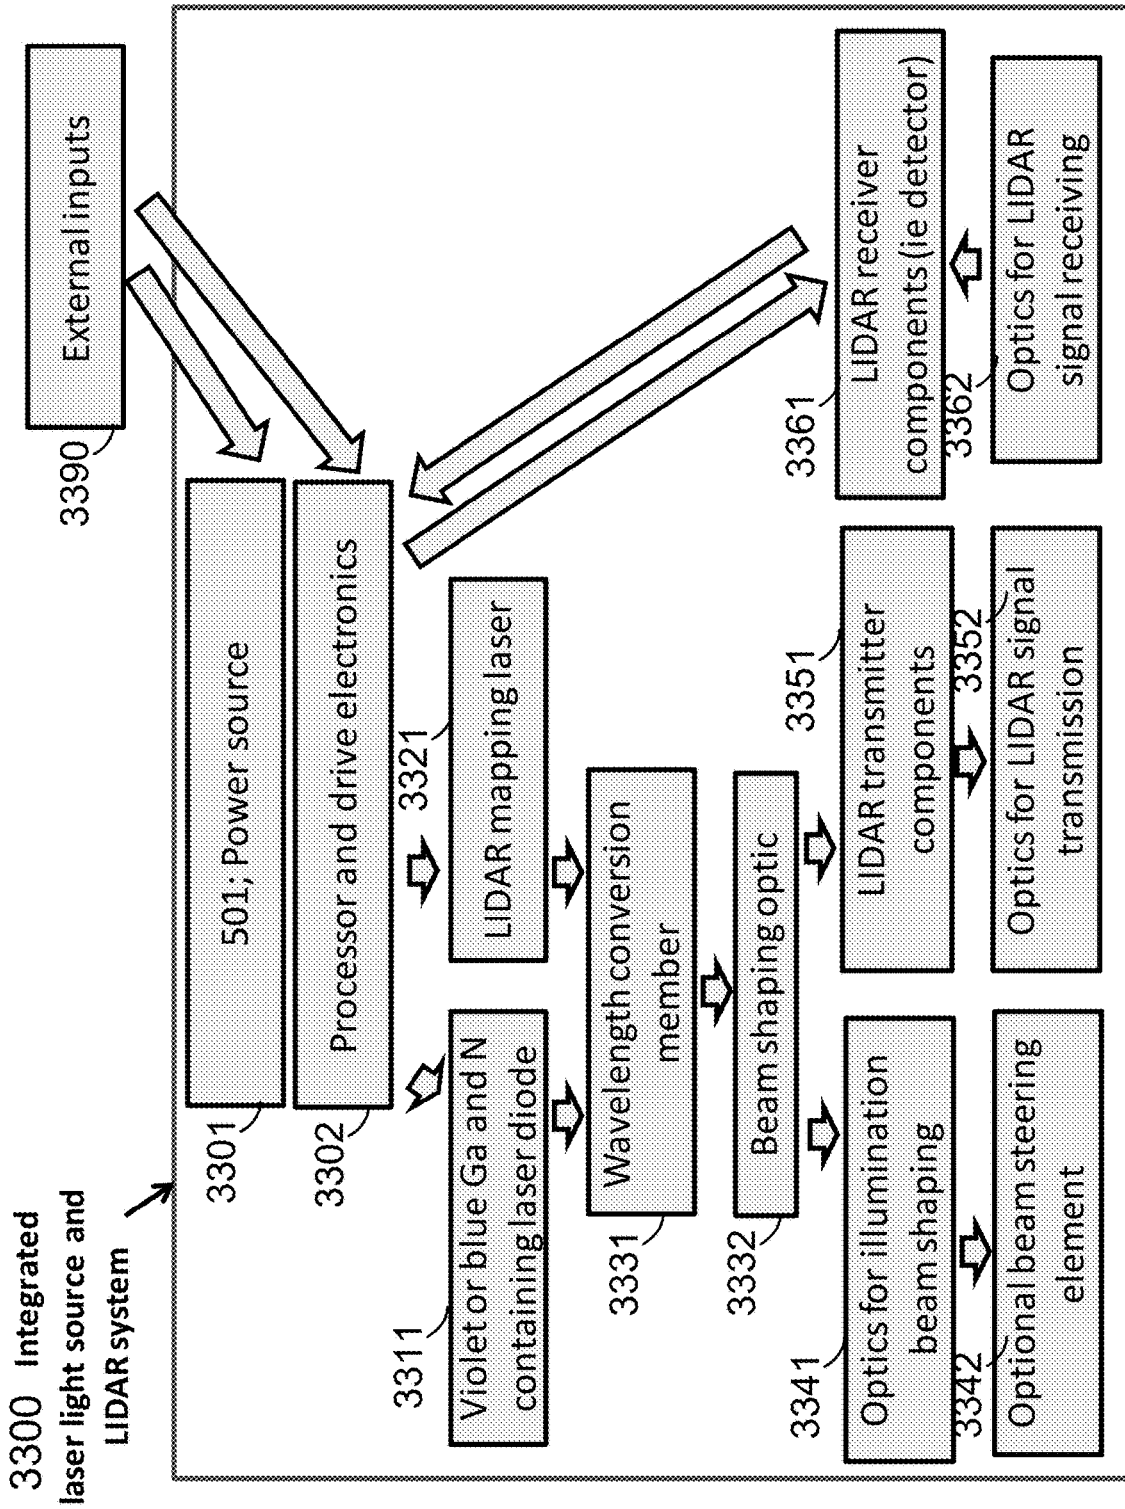 3300 Integrated
laser light source and
LIDAR system
External inputs
3390
501; Power source
3301
Processor and drive electronics
3302
Violet or blue Ga and N
containing laser diode
3311
LIDAR mapping laser
3321
Wavelength conversion
member
3331
Beam shaping optic
3332
Optics for illumination
beam shaping
3341
Optional beam steering
element
3342
LIDAR transmitter
components
3351
Optics for LIDAR signal
transmission
3352
LIDAR receiver
components (ie detector)
3361
Optics for LIDAR
signal receiving
3362